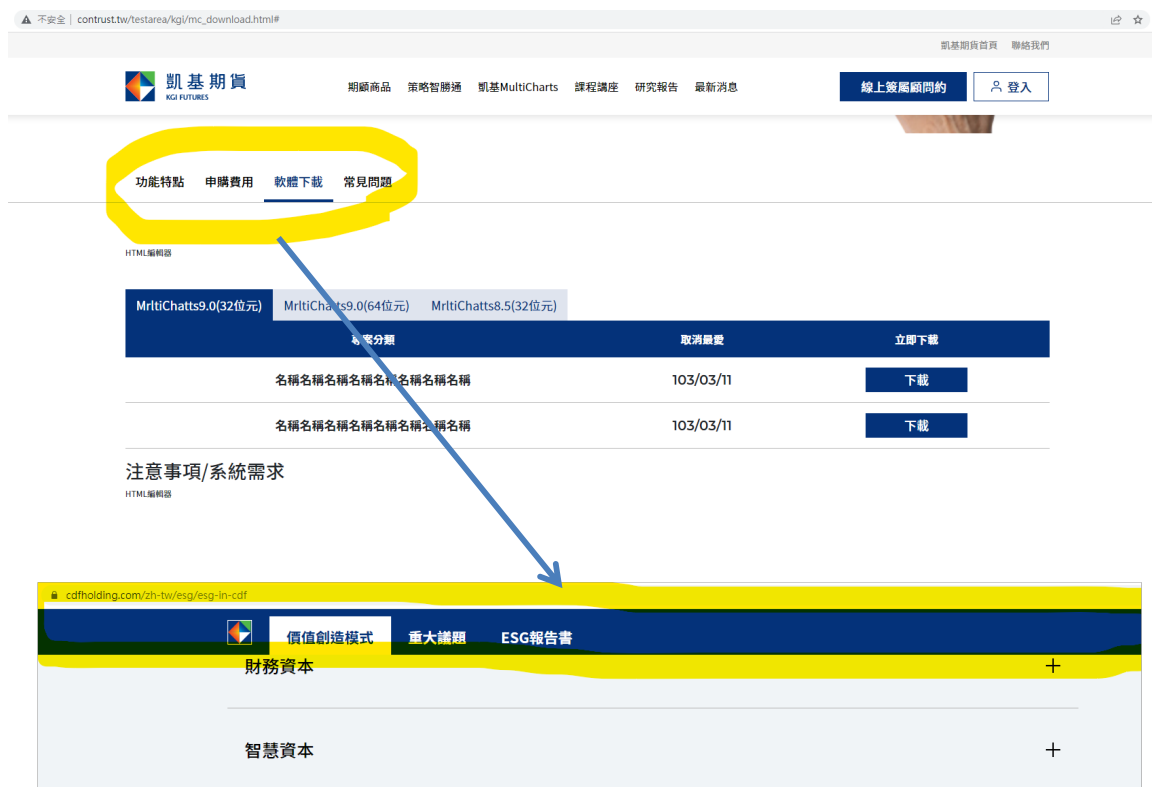 不安全 | contrust.tw/testarea/kgi/mc_download.html#
凱基期貨首頁 聯絡我們
凱基期貨
KGI FUTURES
期顧商品 策略智勝通 凱基MultiCharts 課程講座 研究報告 最新消息
線上簽屬顧問約 登入
功能特點 申購費用 軟體下載 常見問題
HTML編輯器
MrltiChatts9.0(32位元) MrltiChatts9.0(64位元) MrltiChatts8.5(32位元)
專案分類 取消最愛 立即下載
名稱名稱名稱名稱名稱名稱名稱名稱 103/03/11 下載
名稱名稱名稱名稱名稱名稱名稱名稱 103/03/11 下載
注意事項/系統需求
HTML編輯器
cdfholding.com/zh-tw/esg/esg-in-cdf
價值創造模式 重大議題 ESG報告書
財務資本 +
智慧資本 +